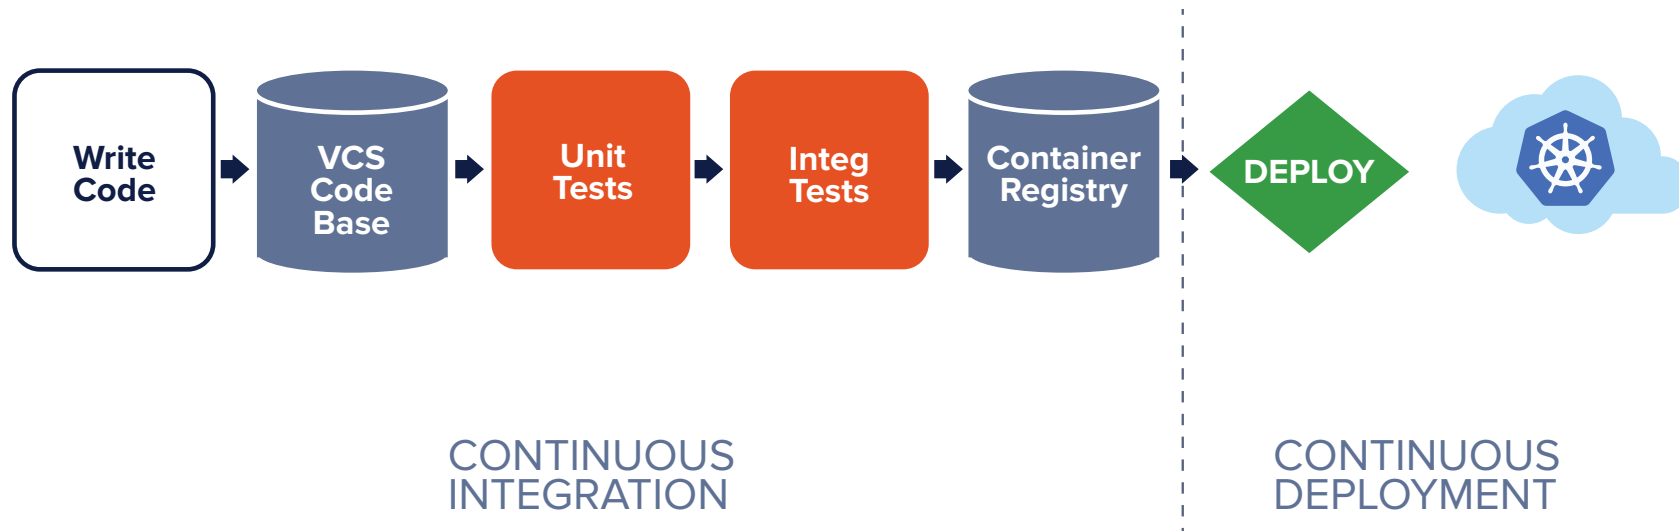 Write
Code
VCS
Code
Base
Unit
Tests
Integ
Tests
Container
Registry
DEPLOY
CONTINUOUS
INTEGRATION
CONTINUOUS
DEPLOYMENT